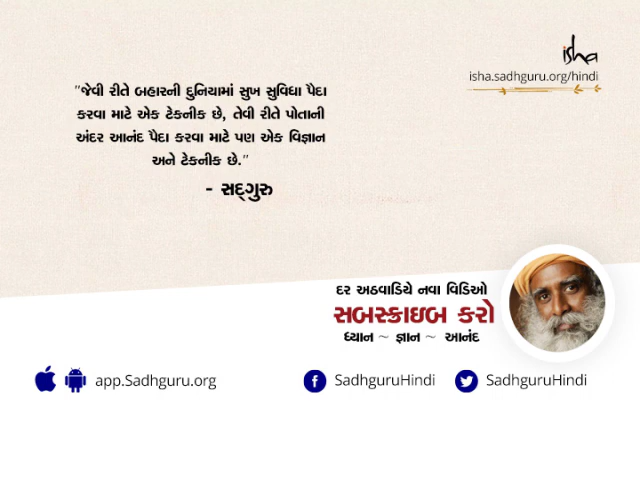 isha
isha.sadhguru.org/hindi
"જેવી રીતે બહારની દુનિયામાં સુખ સુવિધા પૈદા
કરવા માટે એક ટેકનીક છે, તેવી રીતે પોતાની
અંદર આનંદ પૈદા કરવા માટે પણ એક વિજ્ઞાન
અને ટેકનીક છે."
- સદ્‌ગુરુ
દર અઠવાડિયે નવા વિડિઓ
સબસ્ક્રાઇબ કરો
ધ્યાન ~ જ્ઞાન ~ આનંદ
app.Sadhguru.org
SadhguruHindi
SadhguruHindi